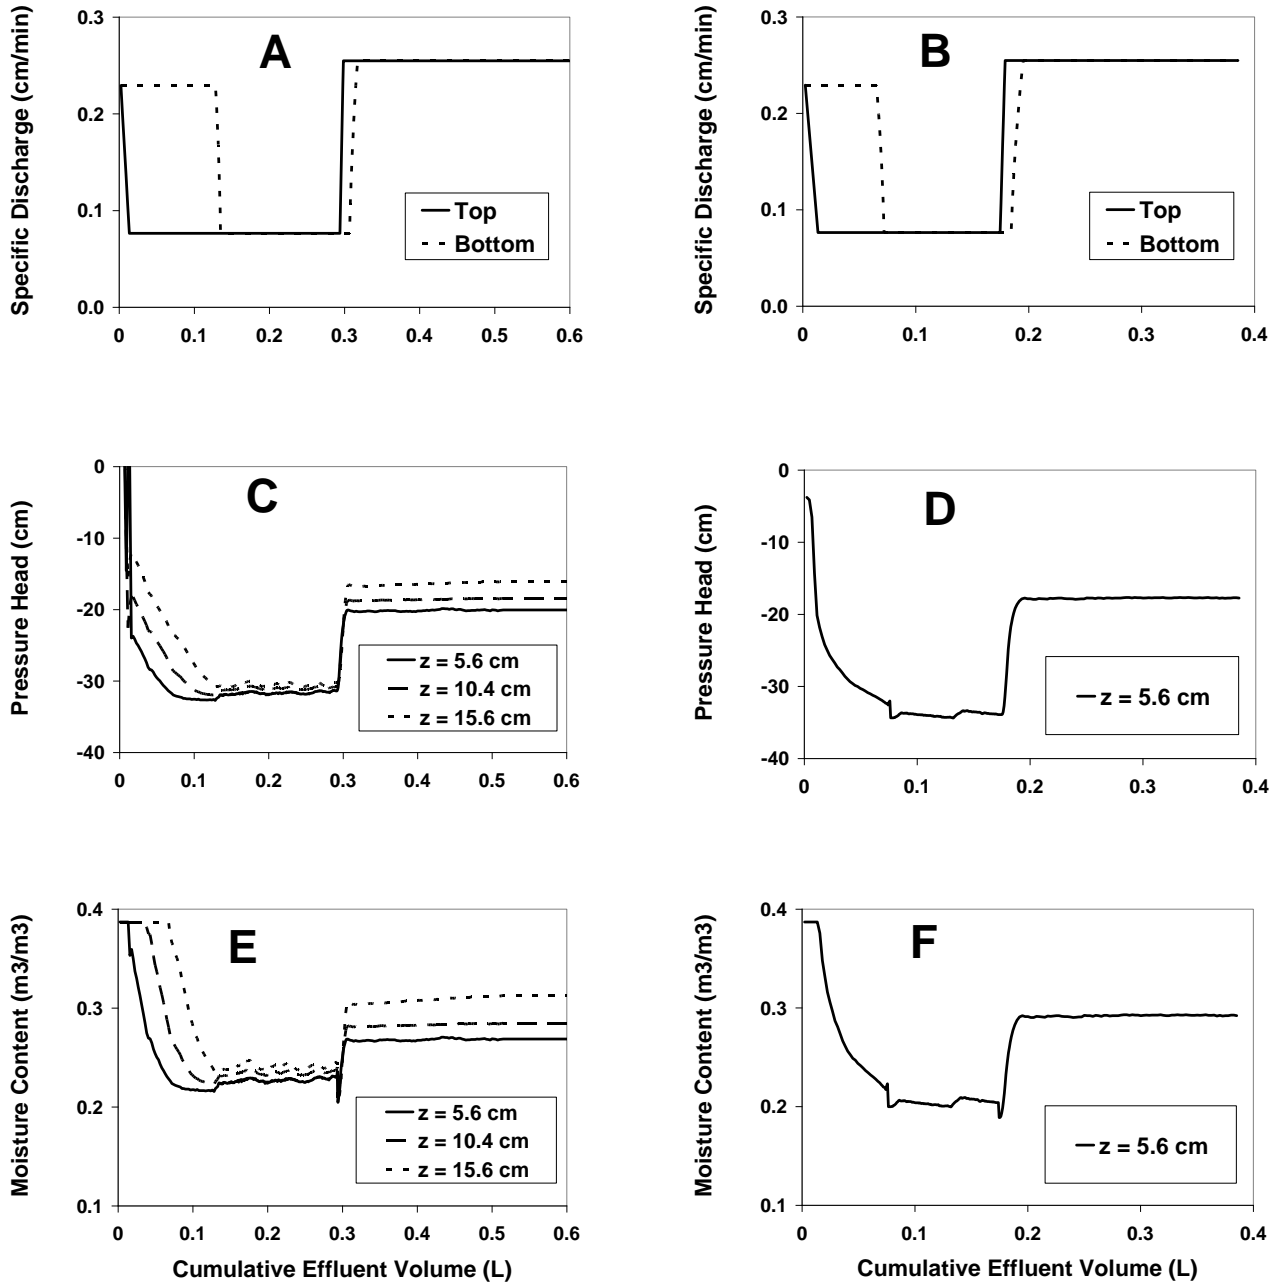 Specific Discharge (cm/min)
0.3
0.2
0.1
0.0
A
Top
Bottom
0 0.1 0.2 0.3 0.4 0.5 0.6
Specific Discharge (cm/min)
0.3
0.2
0.1
0.0
B
Top
Bottom
0 0.1 0.2 0.3 0.4
Pressure Head (cm)
0
-10
-20
-30
-40
C
z = 5.6 cm
z = 10.4 cm
z = 15.6 cm
0 0.1 0.2 0.3 0.4 0.5 0.6
Pressure Head (cm)
0
-10
-20
-30
-40
D
z = 5.6 cm
0 0.1 0.2 0.3 0.4
Moisture Content (m3/m3)
0.4
0.3
0.2
0.1
E
z = 5.6 cm
z = 10.4 cm
z = 15.6 cm
0 0.1 0.2 0.3 0.4 0.5 0.6
Cumulative Effluent Volume (L)
Moisture Content (m3/m3)
0.4
0.3
0.2
0.1
F
z = 5.6 cm
0 0.1 0.2 0.3 0.4
Cumulative Effluent Volume (L)